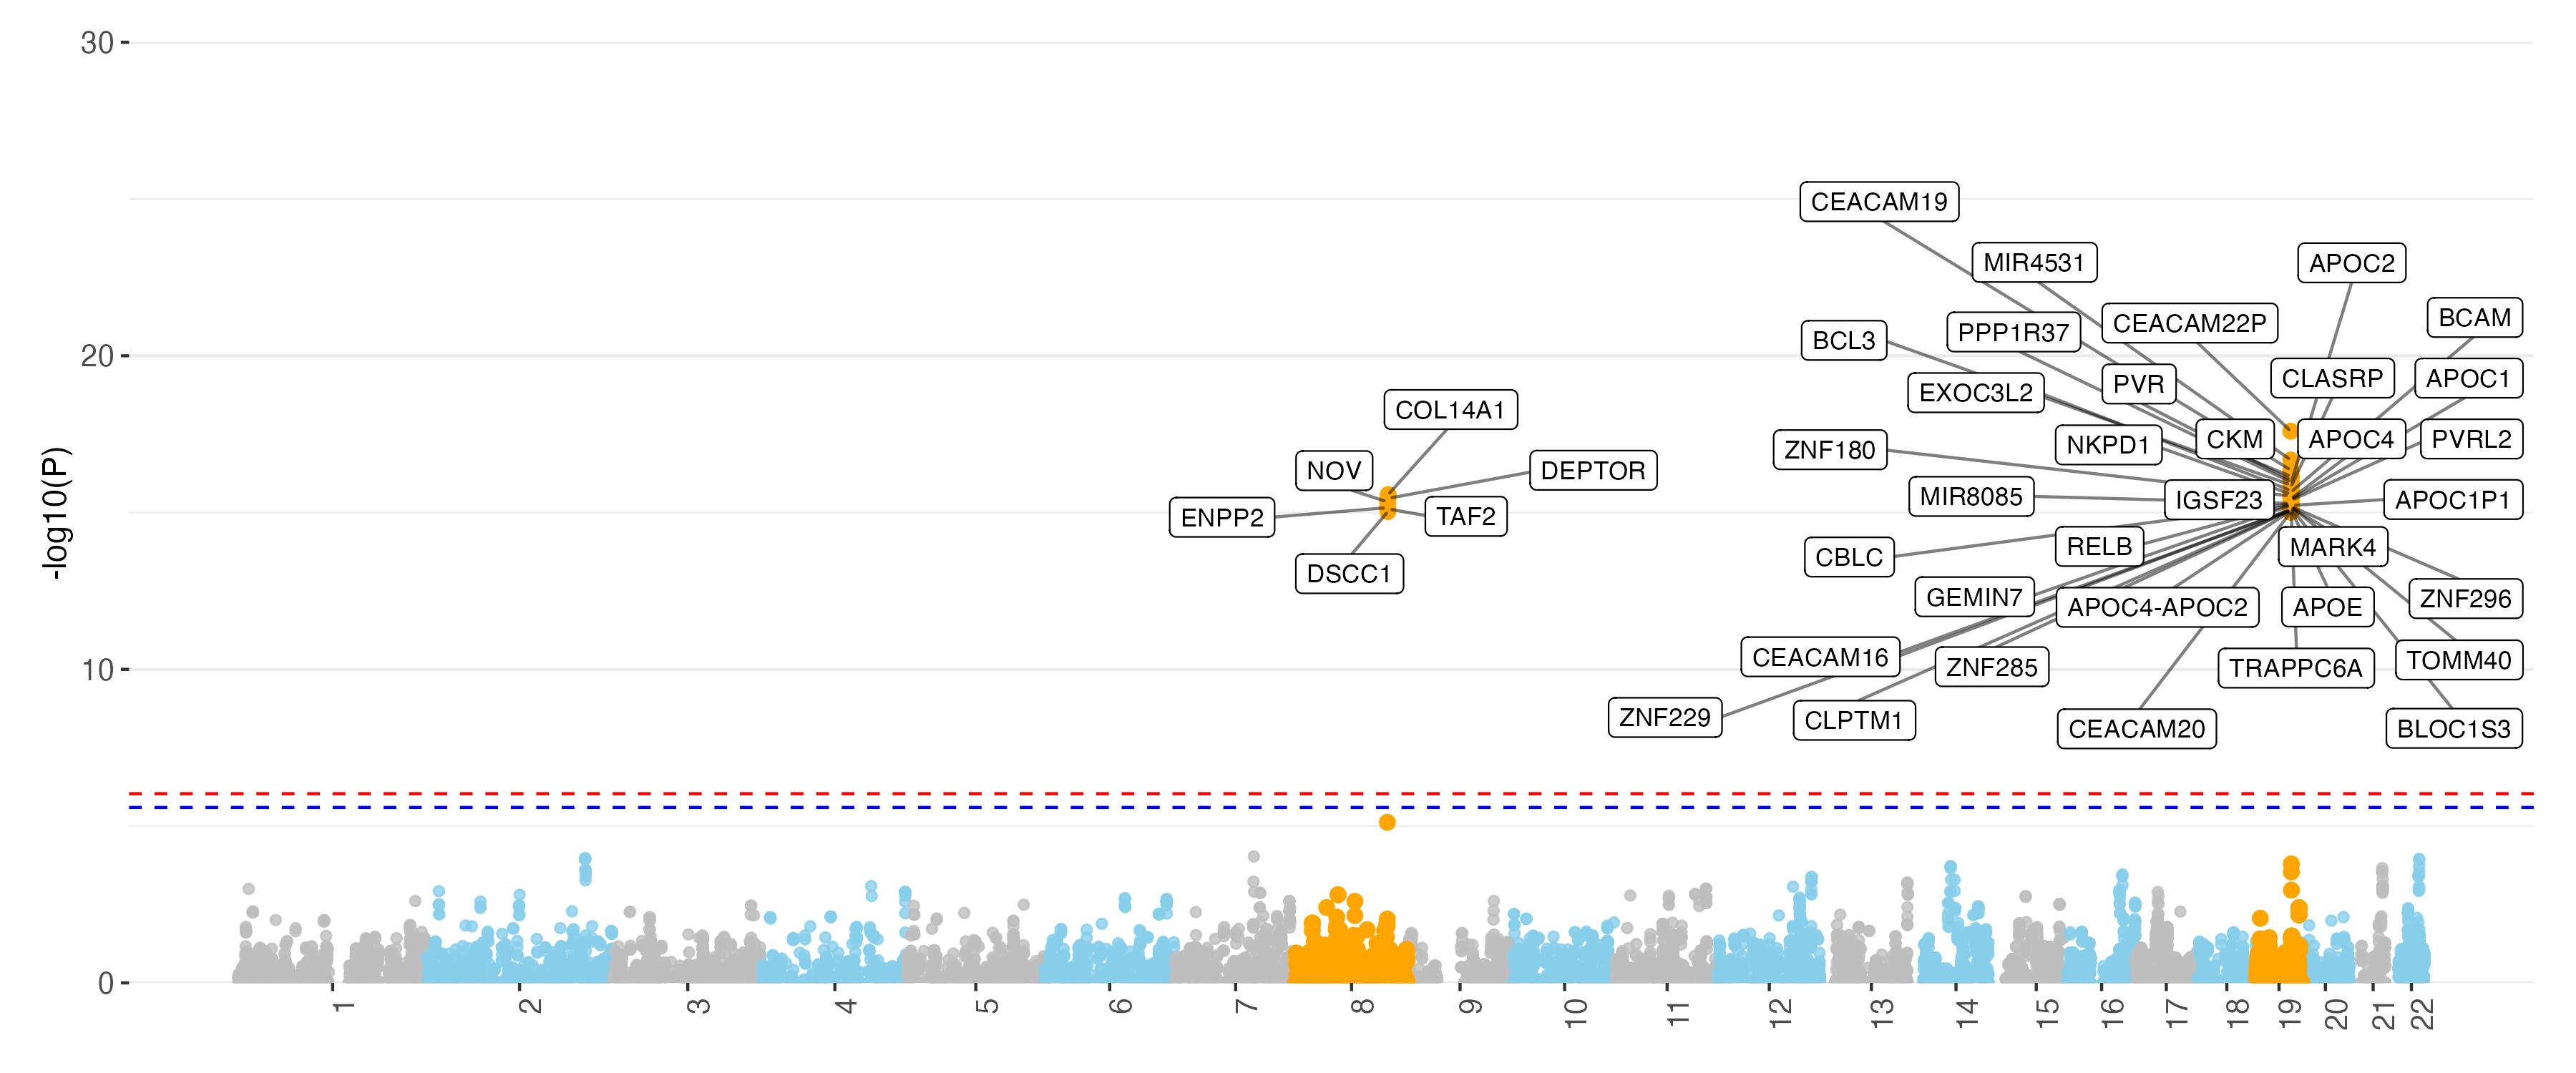 30
CEACAM19
MIR4531
APOC2
BCAM
CEACAM22P
PPP1R37
BCL3
20
CLASRP
APOC1
PVR
EXOC3L2
COL14A1
CKM
APOC4
PVRL2
NKPD1
ZNF180
NOV
DEPTOR
MIR8085
IGSF23
APOC1P1
ENPP2
TAF2
-log10(P)
RELB
MARK4
CBLC
DSCC1
GEMIN7
APOC4-APOC2
APOE
ZNF296
CEACAM16
ZNF285
TRAPPC6A
TOMM40
10
ZNF229
CLPTM1
CEACAM20
BLOC1S3
0
1 2 3 4 5 6 7 8 9 10 11 12 13 14 15 16 17 18 19 20 21 22